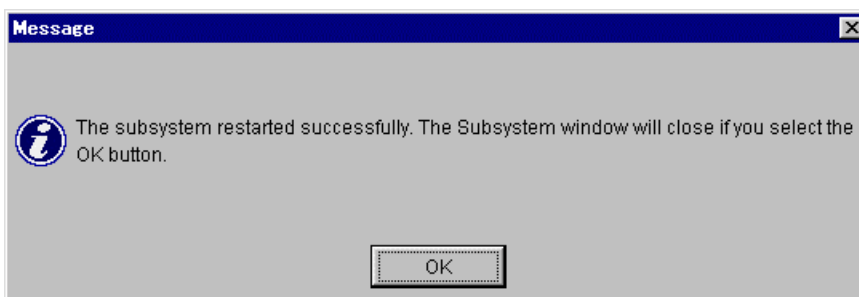 Message
The subsystem restarted successfully. The Subsystem window will close if you select the
OK button.
OK